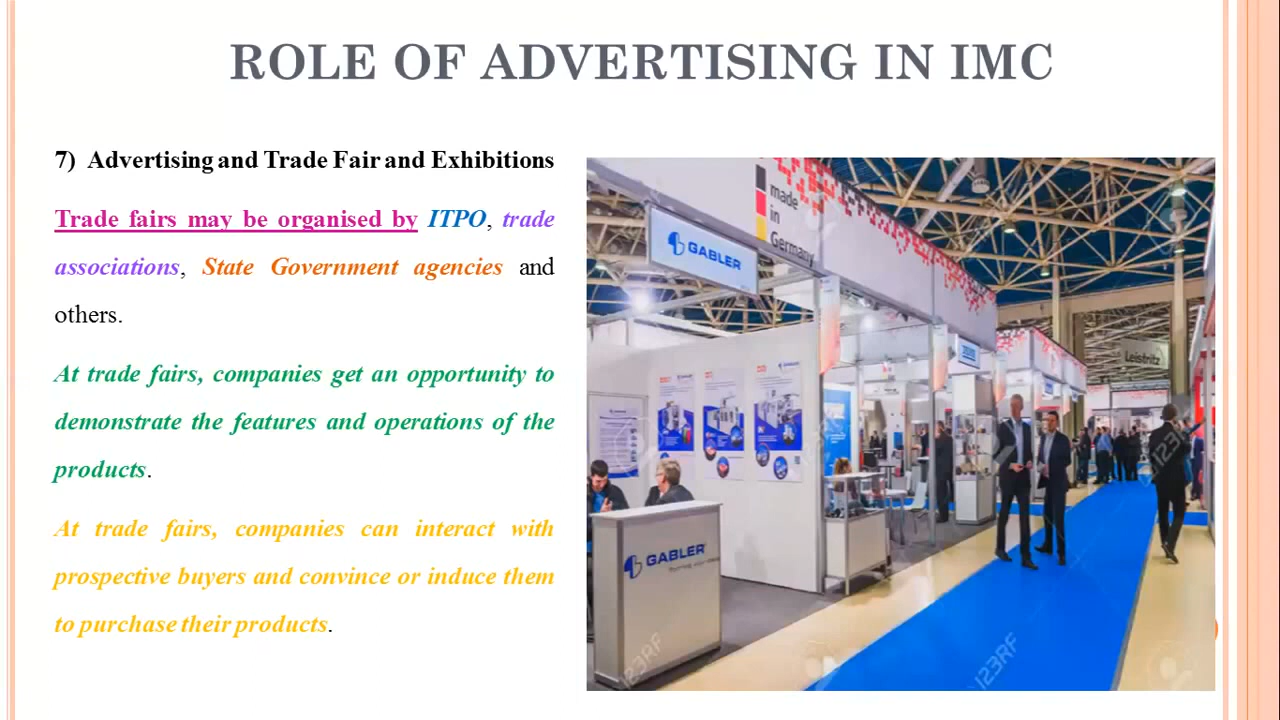 ROLE OF ADVERTISING IN IMC
7) Advertising and Trade Fair and Exhibitions
Trade fairs may be organised by ITPO, trade
associations, State Government agencies and
others.
At trade fairs, companies get an opportunity to
demonstrate the features and operations of the
products.
At trade fairs, companies can interact with
prospective buyers and convince or induce them
to purchase their products.
made
in
Germany
GABLER
Leistritz
GABLER
123RF
123RF
123RF